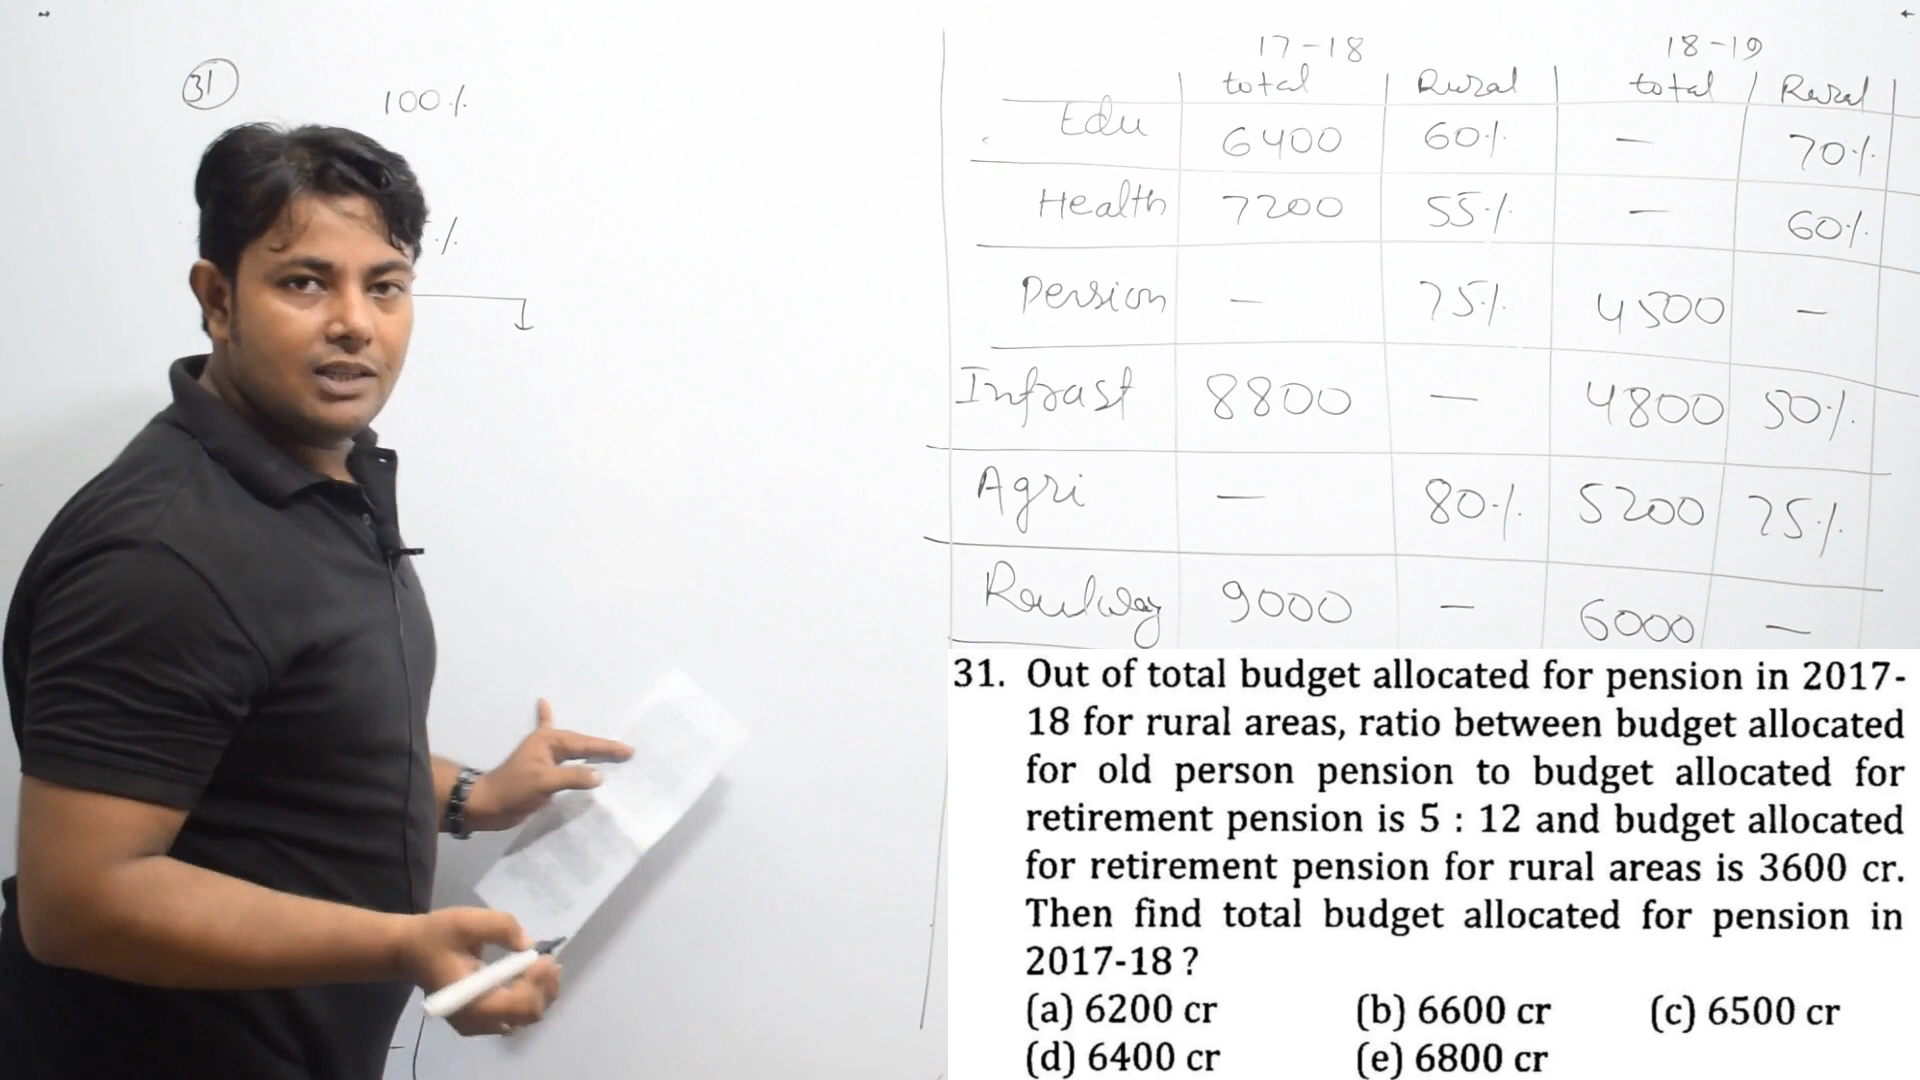 31
100%
%
17-18 18-19
total Rural total Rural
Edu 6400 60% — 70%
Health 7200 55% — 60%
Pension — 75% 4500 —
Infrast 8800 — 4800 50%
Agri — 80% 5200 75%
Railway 9000 — 6000 —
31. Out of total budget allocated for pension in 2017-
18 for rural areas, ratio between budget allocated
for old person pension to budget allocated for
retirement pension is 5 : 12 and budget allocated
for retirement pension for rural areas is 3600 cr.
Then find total budget allocated for pension in
2017-18 ?
(a) 6200 cr (b) 6600 cr (c) 6500 cr
(d) 6400 cr (e) 6800 cr